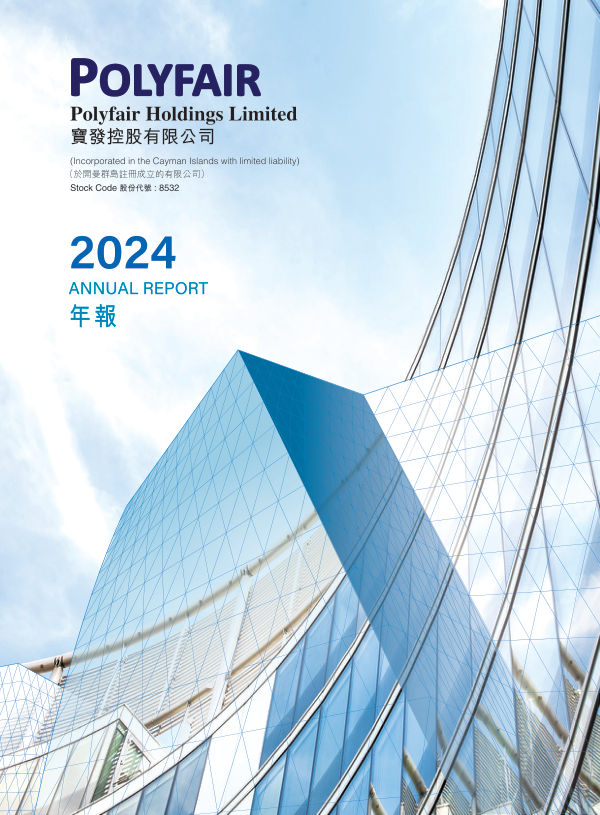 POLYFAIR
Polyfair Holdings Limited
寶發控股有限公司
(Incorporated in the Cayman Islands with limited liability)
(於開曼群島註冊成立的有限公司)
Stock Code 股份代號 : 8532
2024
ANNUAL REPORT
年報